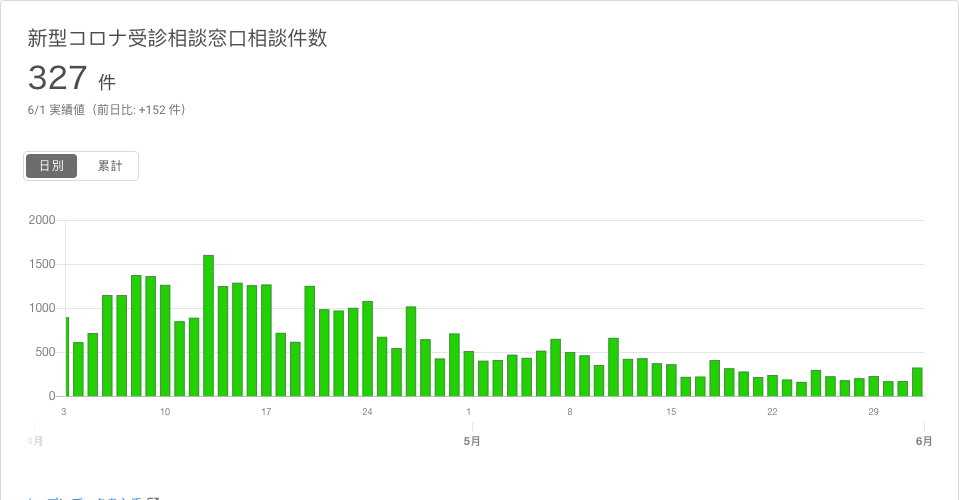 新型コロナ受診相談窓口相談件数
327 件
6/1 実績値（前日比: +152 件）
日別 累計
2000
1500
1000
500
0
3 10 17 24 1 8 15 22 29
4月 5月 6月